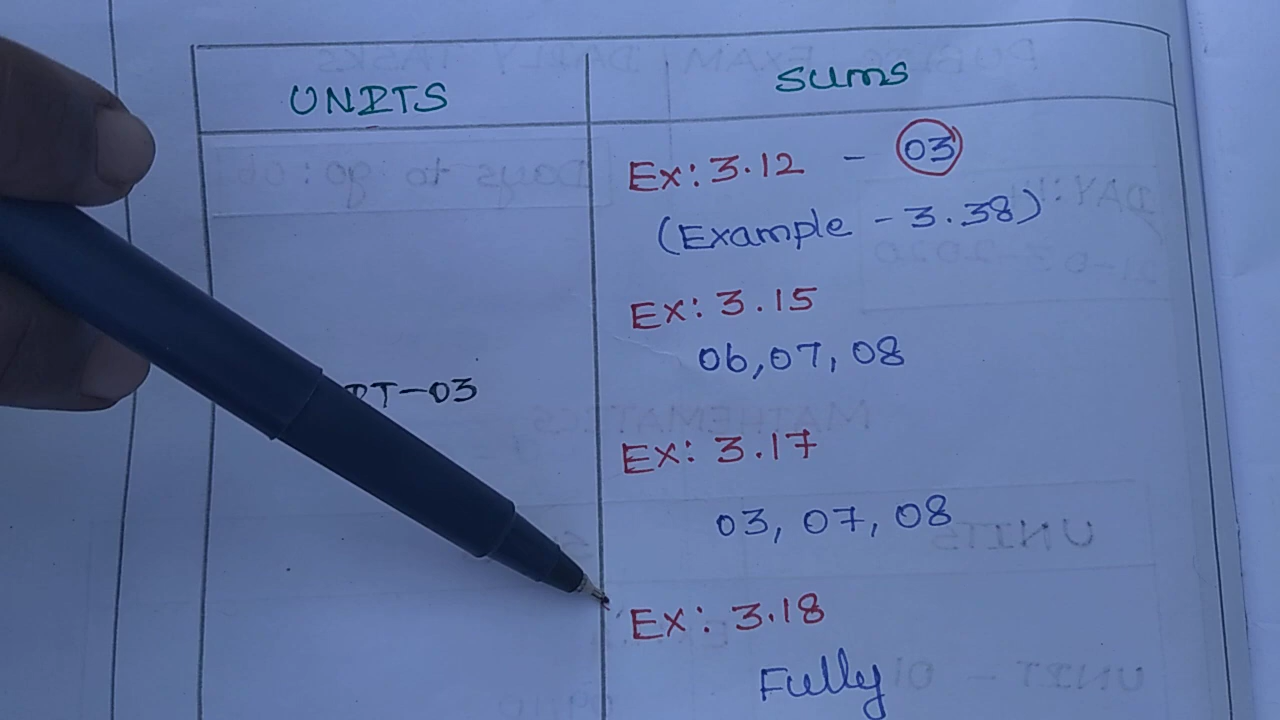 UNITS
SUMS
Ex: 3.12 - 03
(Example - 3.38)
Ex: 3.15
06, 07, 08
-03
Ex: 3.17
03, 07, 08
Ex: 3.18
Fully